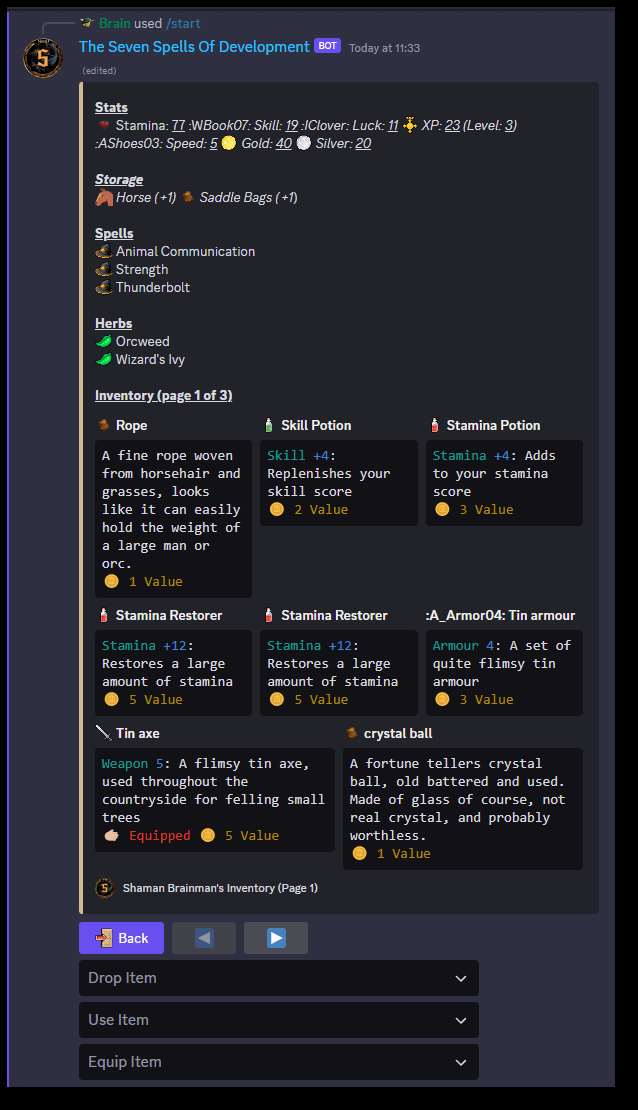 Brain used /start
The Seven Spells Of Development BOT Today at 11:33
(edited)
Stats
Stamina: 77 :WBook07: Skill: 19 :IClover: Luck: 11 XP: 23 (Level: 3)
:AShoes03: Speed: 5 Gold: 40 Silver: 20
Storage
Horse (+1) Saddle Bags (+1)
Spells
Animal Communication
Strength
Thunderbolt
Herbs
Orcweed
Wizard's Ivy
Inventory (page 1 of 3)
Rope
A fine rope woven
from horsehair and
grasses, looks
like it can easily
hold the weight of
a large man or
orc.
1 Value
Skill Potion
Skill +4:
Replenishes your
skill score
2 Value
Stamina Potion
Stamina +4: Adds
to your stamina
score
3 Value
Stamina Restorer
Stamina +12:
Restores a large
amount of stamina
5 Value
Stamina Restorer
Stamina +12:
Restores a large
amount of stamina
5 Value
:A_Armor04: Tin armour
Armour 4: A set of
quite flimsy tin
armour
3 Value
Tin axe
Weapon 5: A flimsy tin axe,
used throughout the
countryside for felling small
trees
Equipped 5 Value
crystal ball
A fortune tellers crystal
ball, old battered and used.
Made of glass of course, not
real crystal, and probably
worthless.
1 Value
Shaman Brainman's Inventory (Page 1)
Back
Drop Item
Use Item
Equip Item